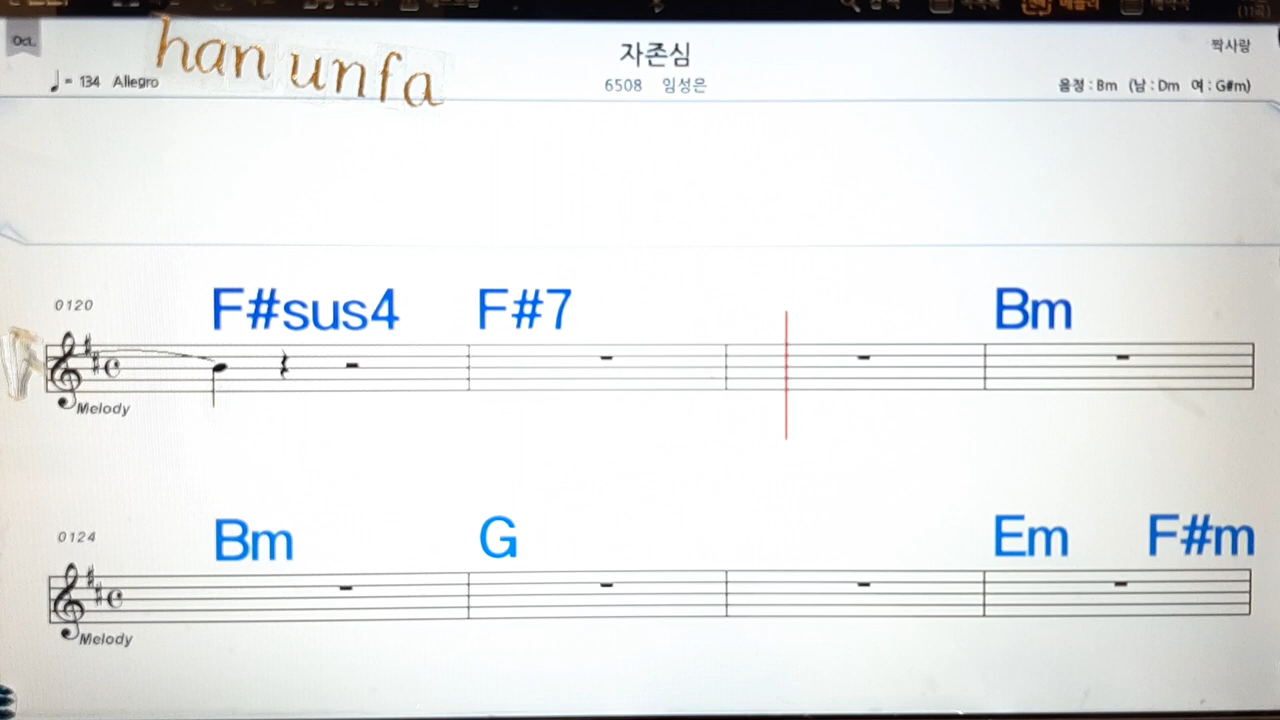 Oct.
han unfa
♩ = 134 Allegro
자존심
6508 임성은
짝사랑
음정 : Bm (남 : Dm 여 : G#m)
0120
F#sus4 F#7 Bm
Melody
0124
Bm G Em F#m
Melody